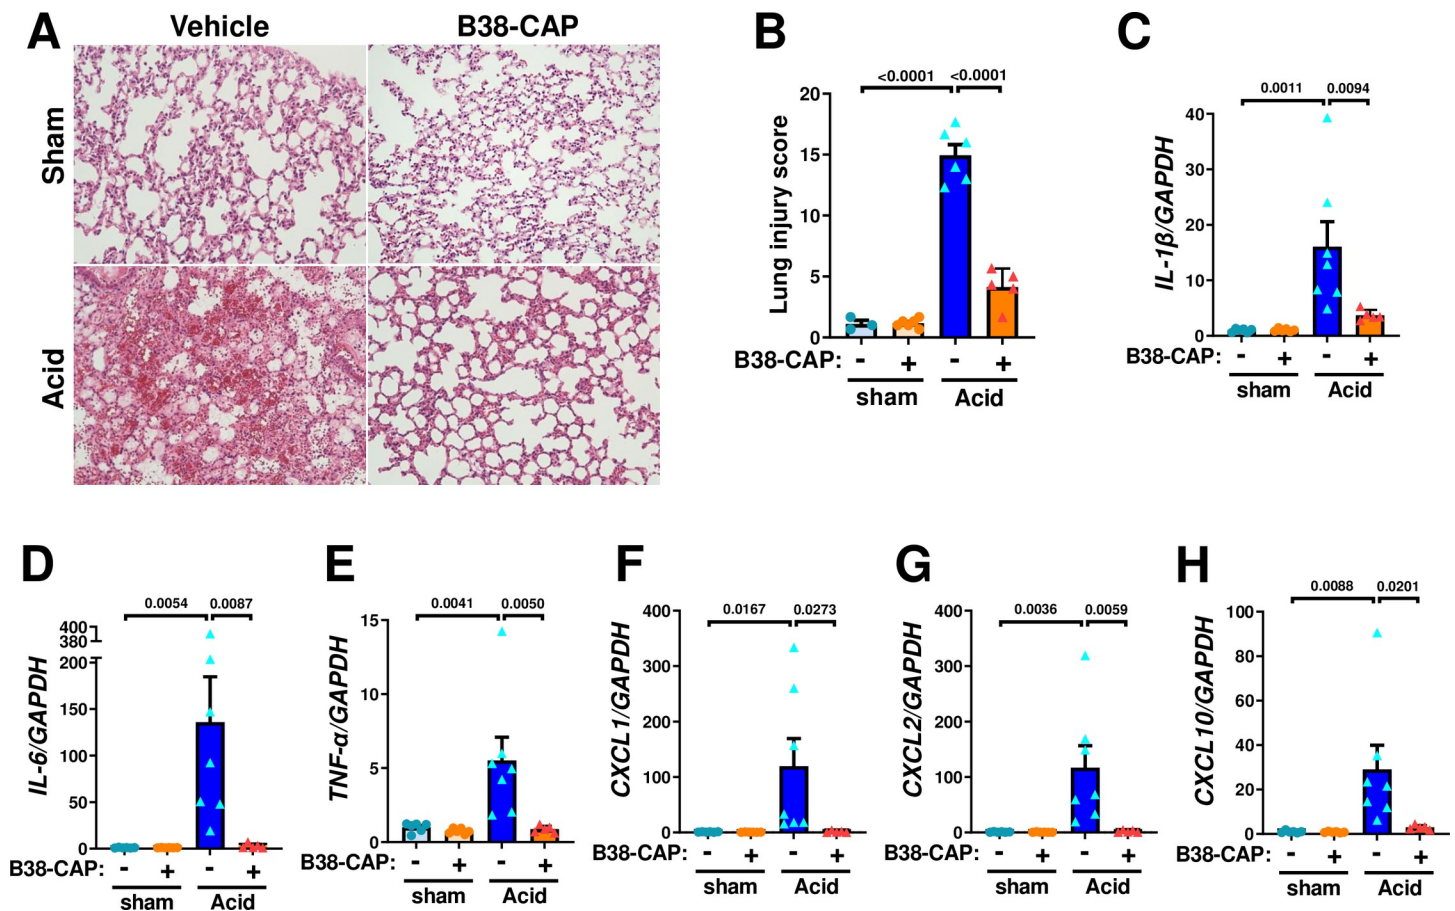 A
Vehicle
B38-CAP
Sham
Acid
B
<0.0001
<0.0001
Lung injury score
20
15
10
5
0
B38-CAP: - + - +
sham
Acid
C
0.0011
0.0094
IL-1β/GAPDH
40
30
20
10
0
B38-CAP: - + - +
sham
Acid
D
0.0054
0.0087
IL-6/GAPDH
400
380
200
150
100
50
0
B38-CAP: - + - +
sham
Acid
E
0.0041
0.0050
TNF-α/GAPDH
15
10
5
0
B38-CAP: - + - +
sham
Acid
F
0.0167
0.0273
CXCL1/GAPDH
400
300
200
100
0
B38-CAP: - + - +
sham
Acid
G
0.0036
0.0059
CXCL2/GAPDH
400
300
200
100
0
B38-CAP: - + - +
sham
Acid
H
0.0088
0.0201
CXCL10/GAPDH
100
80
60
40
20
0
B38-CAP: - + - +
sham
Acid